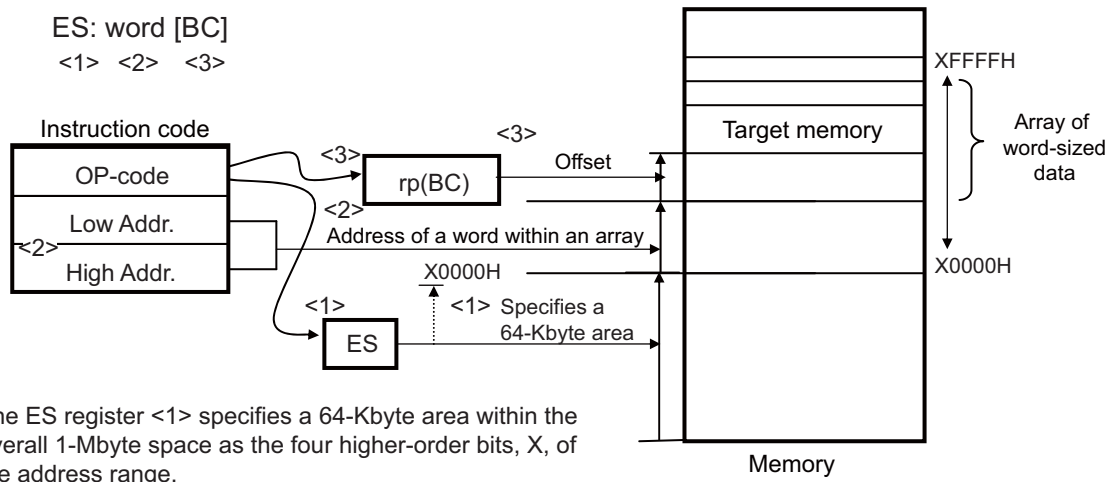 ES: word [BC]
<1> <2> <3>
Instruction code
OP-code
Low Addr.
<2>
High Addr.
<3>
rp(BC)
<3>
Offset
<2>
Address of a word within an array
X0000H
<1>
ES
<1> Specifies a
64-Kbyte area
Target memory
Memory
XFFFFH
Array of
word-sized
data
X0000H
ES register <1> specifies a 64-Kbyte area within the
overall 1-Mbyte space as the four higher-order bits, X, of
address range.